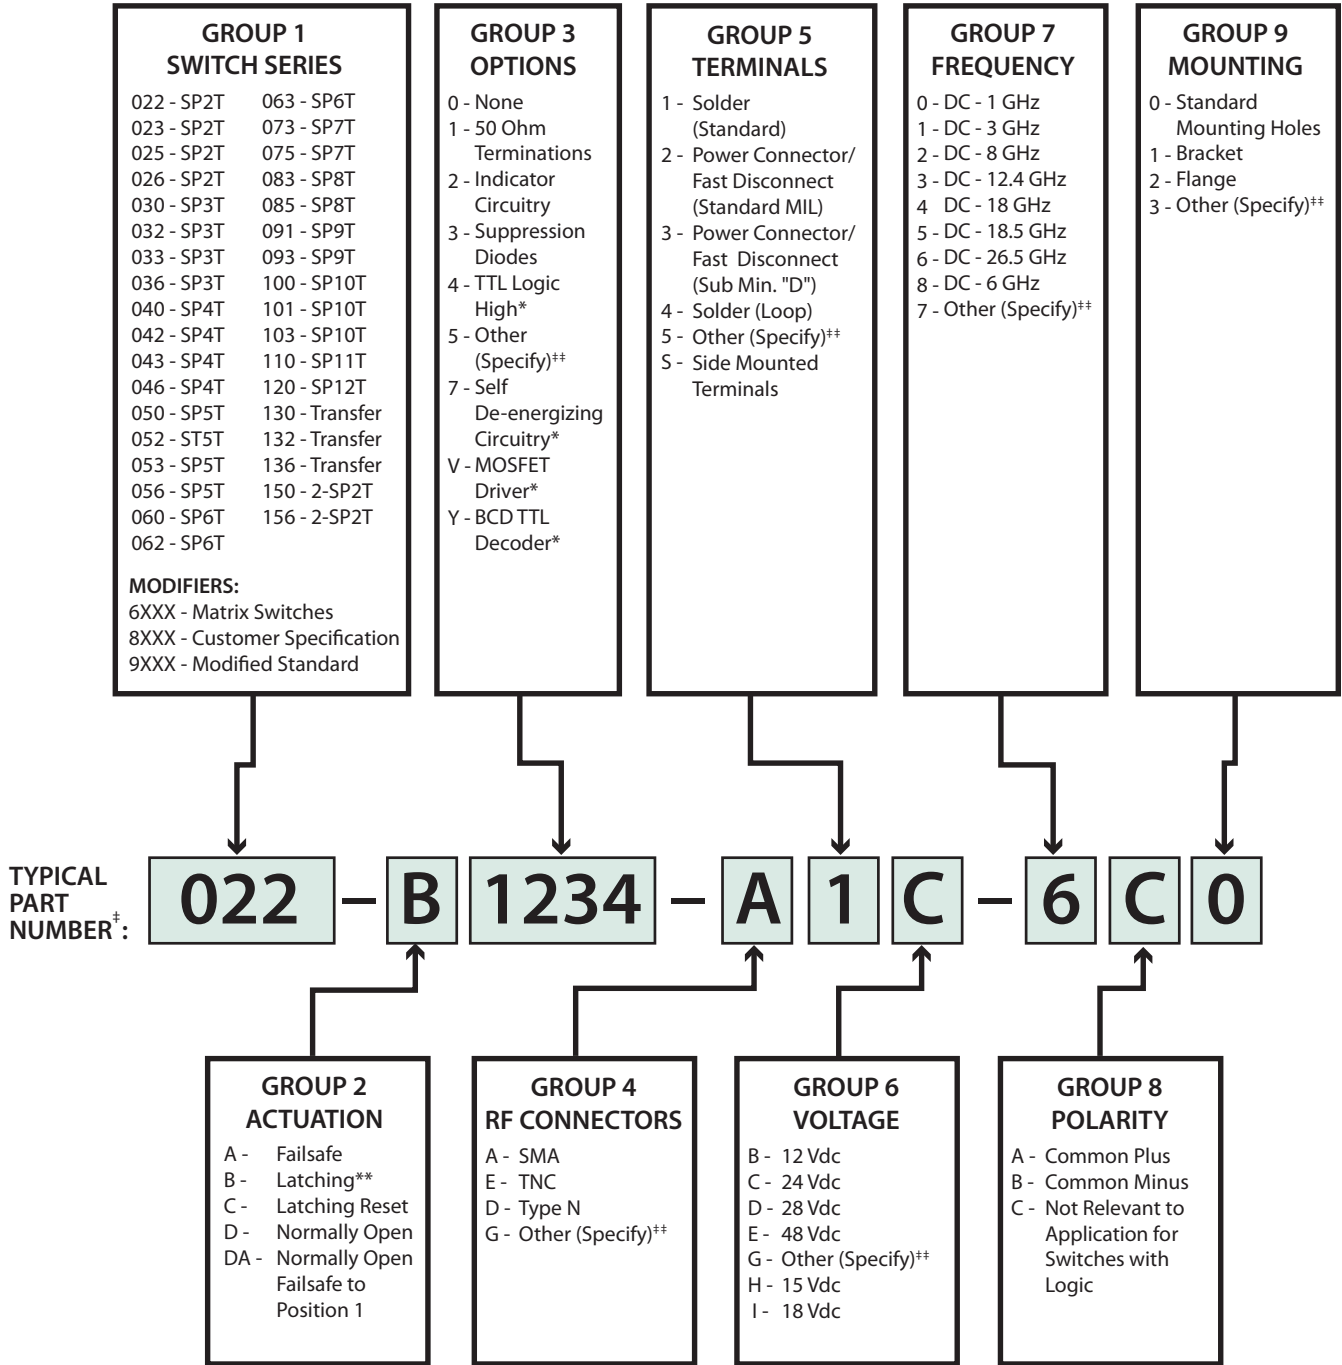 GROUP 1
SWITCH SERIES
022 - SP2T
023 - SP2T
025 - SP2T
026 - SP2T
030 - SP3T
032 - SP3T
033 - SP3T
036 - SP3T
040 - SP4T
042 - SP4T
043 - SP4T
046 - SP4T
050 - SP5T
052 - ST5T
053 - SP5T
056 - SP5T
060 - SP6T
062 - SP6T
063 - SP6T
073 - SP7T
075 - SP7T
083 - SP8T
085 - SP8T
091 - SP9T
093 - SP9T
100 - SP10T
101 - SP10T
103 - SP10T
110 - SP11T
120 - SP12T
130 - Transfer
132 - Transfer
136 - Transfer
150 - 2-SP2T
156 - 2-SP2T
MODIFIERS:
6XXX - Matrix Switches
8XXX - Customer Specification
9XXX - Modified Standard
GROUP 3
OPTIONS
0 - None
1 - 50 Ohm
Terminations
2 - Indicator
Circuitry
3 - Suppression
Diodes
4 - TTL Logic
High*
5 - Other
(Specify)‡‡
7 - Self
De-energizing
Circuitry*
V - MOSFET
Driver*
Y - BCD TTL
Decoder*
GROUP 5
TERMINALS
1 - Solder
(Standard)
2 - Power Connector/
Fast Disconnect
(Standard MIL)
3 - Power Connector/
Fast Disconnect
(Sub Min. "D")
4 - Solder (Loop)
5 - Other (Specify)‡‡
S - Side Mounted
Terminals
GROUP 7
FREQUENCY
0 - DC - 1 GHz
1 - DC - 3 GHz
2 - DC - 8 GHz
3 - DC - 12.4 GHz
4 DC - 18 GHz
5 - DC - 18.5 GHz
6 - DC - 26.5 GHz
8 - DC - 6 GHz
7 - Other (Specify)‡‡
GROUP 9
MOUNTING
0 - Standard
Mounting Holes
1 - Bracket
2 - Flange
3 - Other (Specify)‡‡
TYPICAL
PART
NUMBER‡:
022 - B 1234 - A 1 C - 6 C 0
GROUP 2
ACTUATION
A - Failsafe
B - Latching**
C - Latching Reset
D - Normally Open
DA - Normally Open
Failsafe to
Position 1
GROUP 4
RF CONNECTORS
A - SMA
E - TNC
D - Type N
G - Other (Specify)‡‡
GROUP 6
VOLTAGE
B - 12 Vdc
C - 24 Vdc
D - 28 Vdc
E - 48 Vdc
G - Other (Specify)‡‡
H - 15 Vdc
I - 18 Vdc
GROUP 8
POLARITY
A - Common Plus
B - Common Minus
C - Not Relevant to
Application for
Switches with
Logic